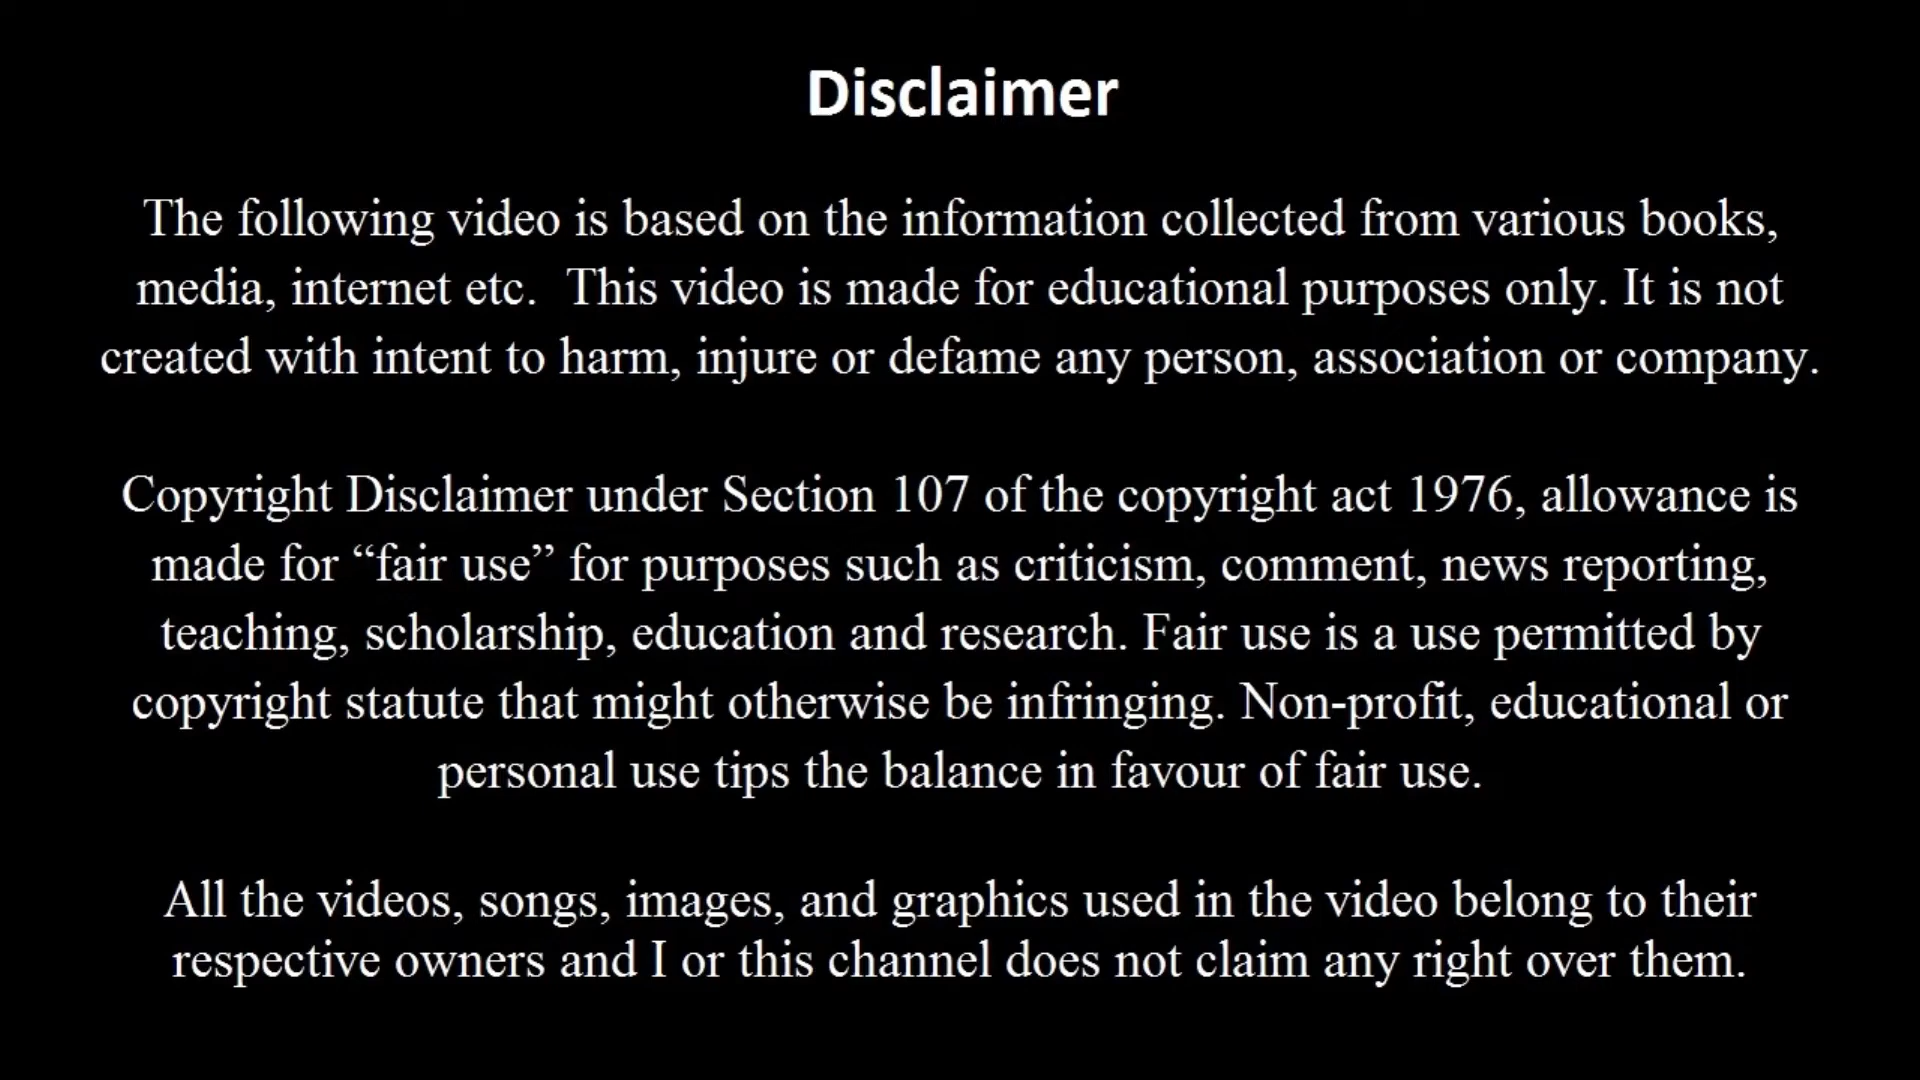 Disclaimer
The following video is based on the information collected from various books,
media, internet etc.  This video is made for educational purposes only. It is not
created with intent to harm, injure or defame any person, association or company.
Copyright Disclaimer under Section 107 of the copyright act 1976, allowance is
made for “fair use” for purposes such as criticism, comment, news reporting,
teaching, scholarship, education and research. Fair use is a use permitted by
copyright statute that might otherwise be infringing. Non-profit, educational or
personal use tips the balance in favour of fair use.
All the videos, songs, images, and graphics used in the video belong to their
respective owners and I or this channel does not claim any right over them.